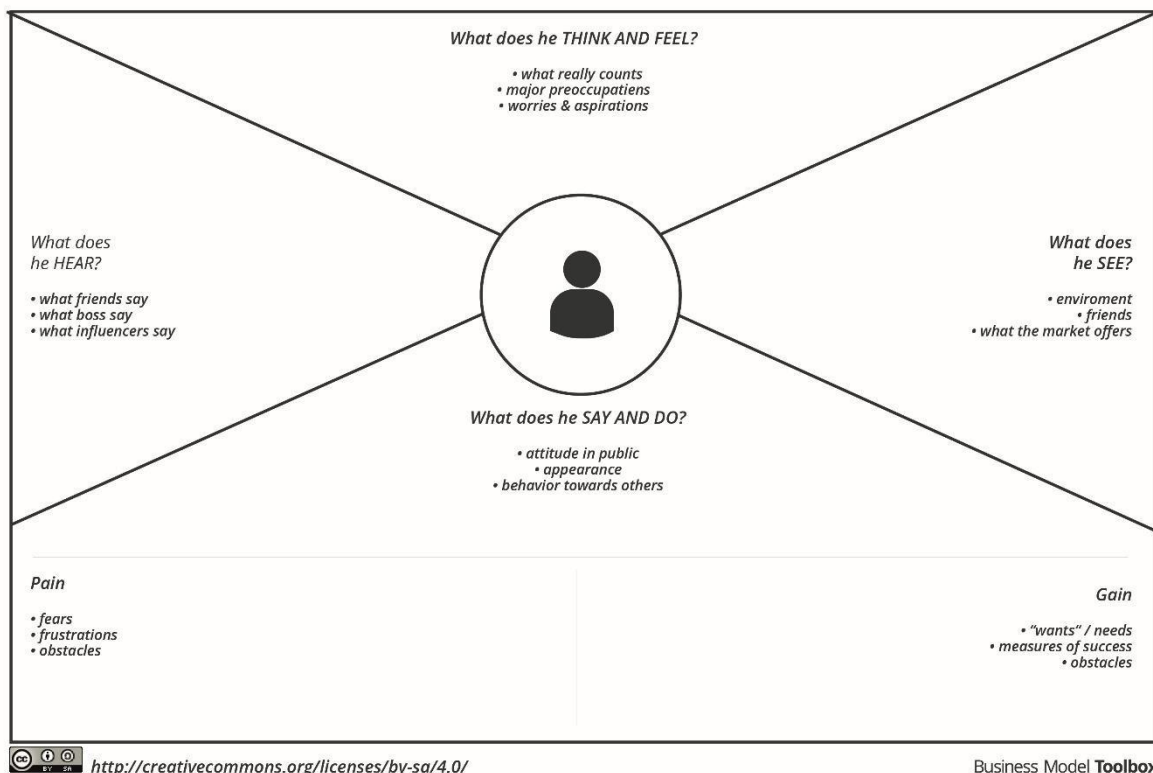 What does he THINK AND FEEL?
• what really counts
• major preoccupatiens
• worries & aspirations
What does
he HEAR?
• what friends say
• what boss say
• what influencers say
What does
he SEE?
• enviroment
• friends
• what the market offers
What does he SAY AND DO?
• attitude in public
• appearance
• behavior towards others
Pain
• fears
• frustrations
• obstacles
Gain
• “wants“ / needs
• measures of success
• obstacles
cc BY SA
http://creativecommons.org/licenses/by-sa/4.0/
Business Model Toolbox